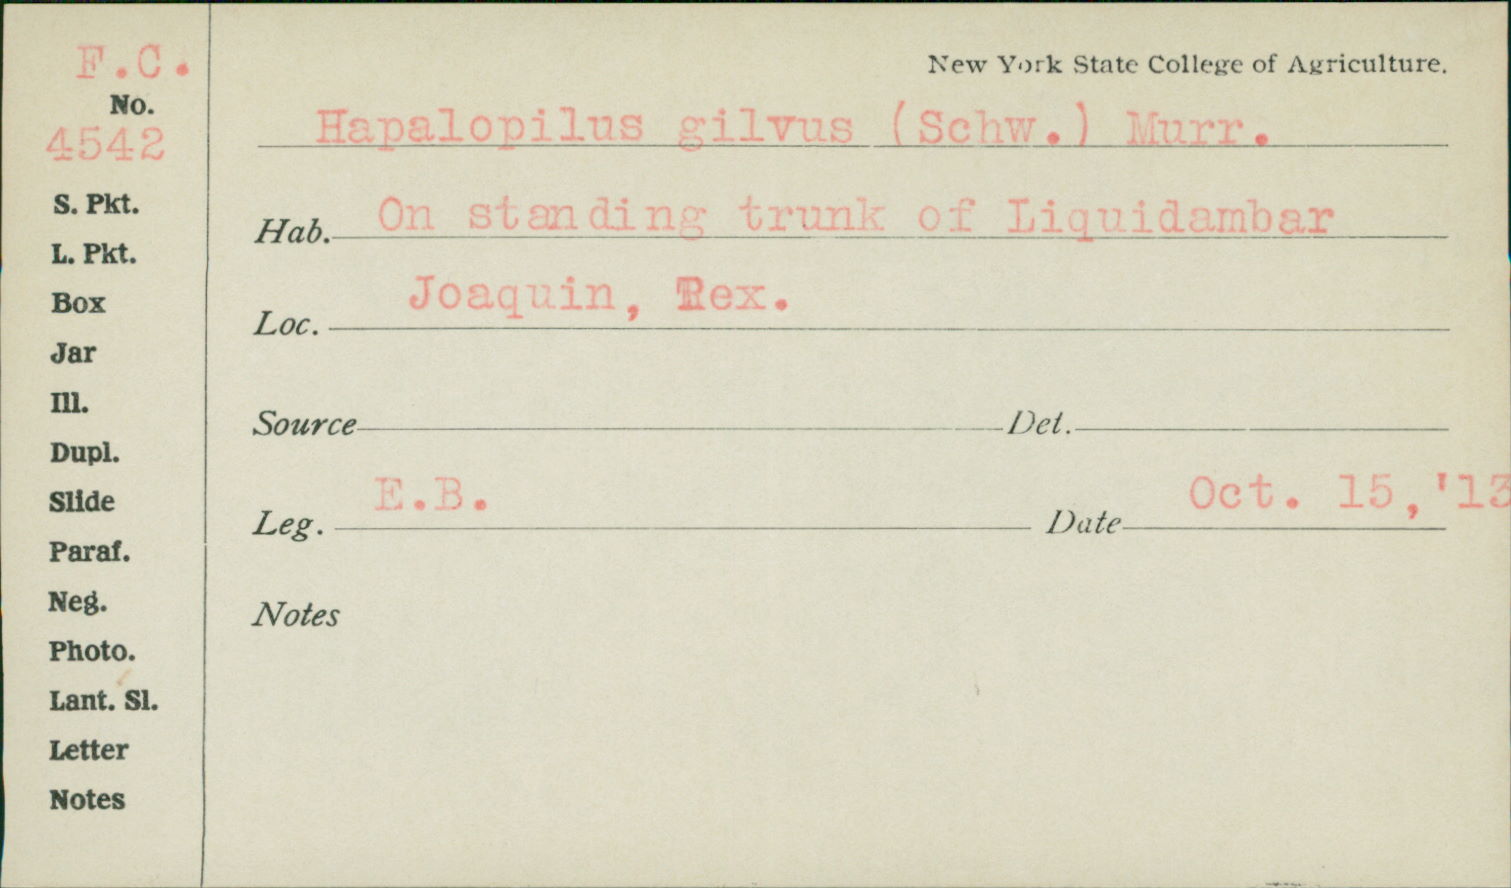 F.C.
No.
4542
S. Pkt.
L. Pkt.
Box
Jar
Ill.
Dupl.
Slide
Paraf.
Neg.
Photo.
Lant. Sl.
Letter
Notes
New York State College of Agriculture.
Hapalopilus gilvus (Schw.) Murr.
Hab. On standing trunk of Liquidambar
Loc. Joaquin, Tex.
Source Det.
Leg. E.B. Date Oct. 15,'13
Notes